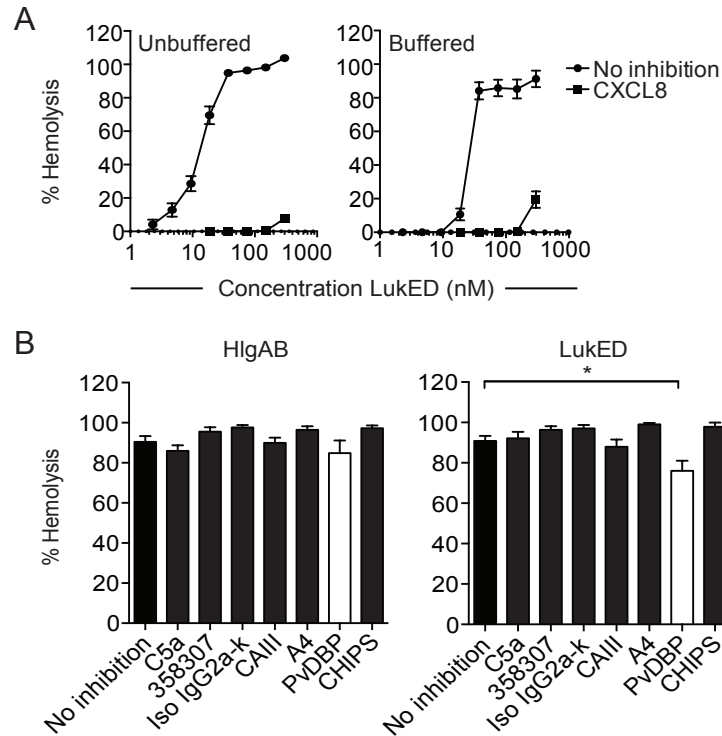 A
Unbuffered
Buffered
% Hemolysis
120
100
80
60
40
20
0
1
10
100
1000
120
100
80
60
40
20
0
1
10
100
1000
No inhibition
CXCL8
Concentration LukED (nM)
B
HlgAB
LukED
*
% Hemolysis
120
100
80
60
40
20
0
No inhibition
C5a
358307
Iso IgG2a-k
CAIII
A4
PvDBP
CHIPS
120
100
80
60
40
20
0
No inhibition
C5a
358307
Iso IgG2a-k
CAIII
A4
PvDBP
CHIPS